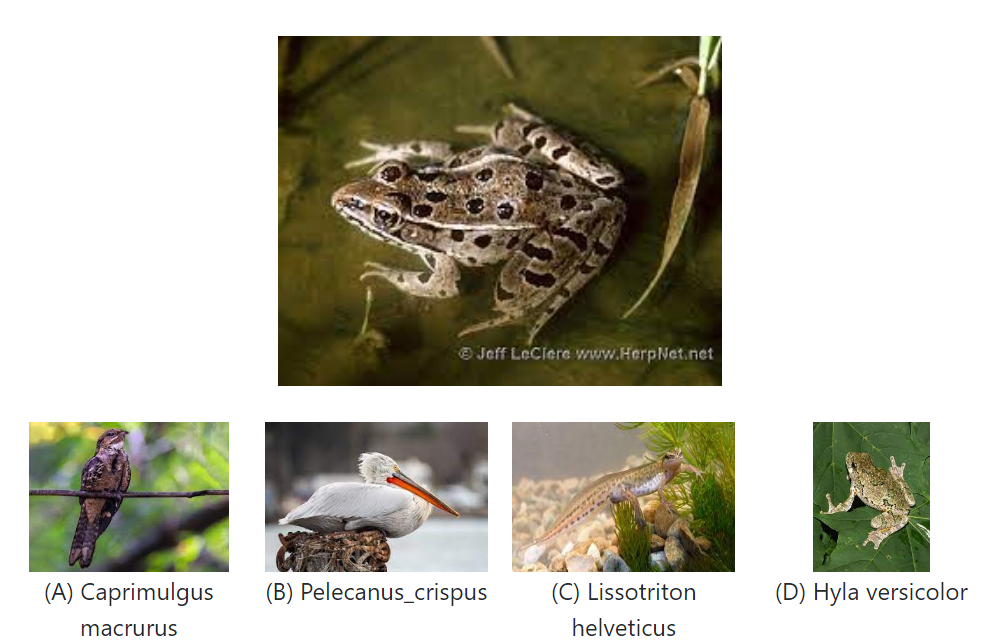 © Jeff LeClere www.HerpNet.net
(A) Caprimulgus
macrurus
(B) Pelecanus_crispus
(C) Lissotriton
helveticus
(D) Hyla versicolor